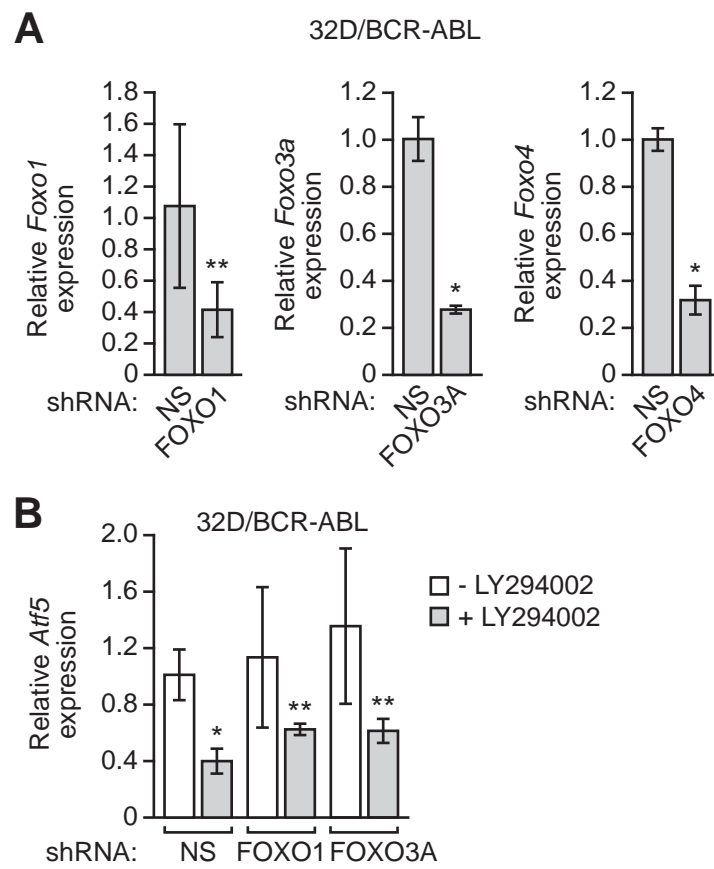 A
32D/BCR-ABL
Relative Foxo1
expression
1.8
1.6
1.4
1.2
1.0
0.8
0.6
0.4
0.2
0
**
shRNA:
NS
FOXO1
Relative Foxo3a
expression
1.2
1.0
0.8
0.6
0.4
0.2
0
*
shRNA:
NS
FOXO3A
Relative Foxo4
expression
1.2
1.0
0.8
0.6
0.4
0.2
0
*
shRNA:
NS
FOXO4
B
32D/BCR-ABL
Relative Atf5
expression
2.0
1.6
1.2
0.8
0.4
0
*
**
**
- LY294002
+ LY294002
shRNA: NS FOXO1 FOXO3A